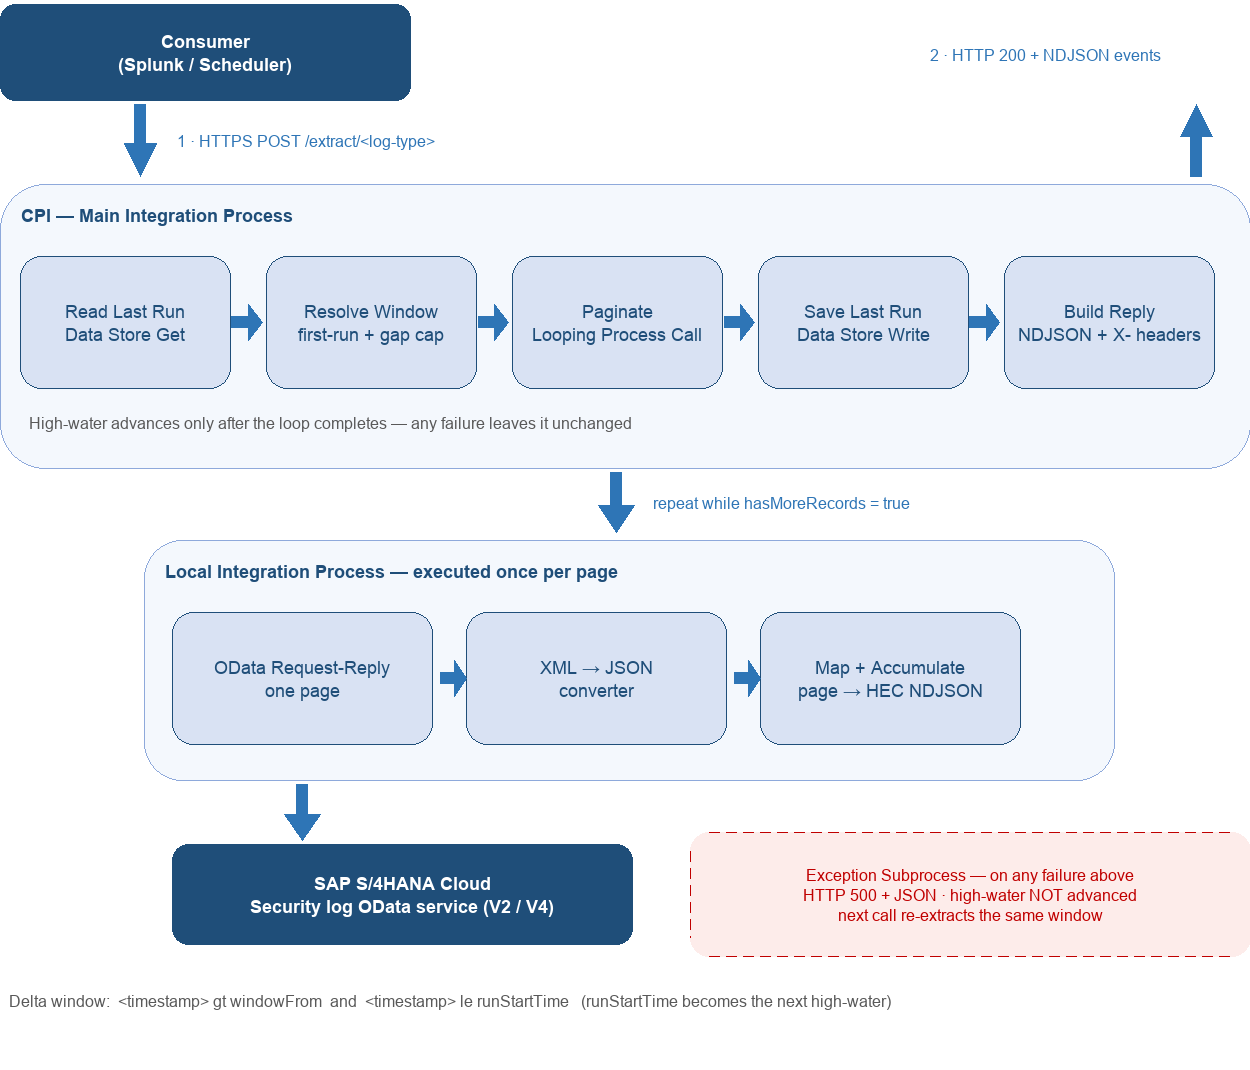 Consumer
(Splunk / Scheduler)
2 · HTTP 200 + NDJSON events
1 · HTTPS POST /extract/<log-type>
CPI — Main Integration Process
Read Last Run
Data Store Get
Resolve Window
first-run + gap cap
Paginate
Looping Process Call
Save Last Run
Data Store Write
Build Reply
NDJSON + X- headers
High-water advances only after the loop completes — any failure leaves it unchanged
repeat while hasMoreRecords = true
Local Integration Process — executed once per page
OData Request-Reply
one page
XML → JSON
converter
Map + Accumulate
page → HEC NDJSON
SAP S/4HANA Cloud
Security log OData service (V2 / V4)
Exception Subprocess — on any failure above
HTTP 500 + JSON · high-water NOT advanced
next call re-extracts the same window
Delta window:  <timestamp> gt windowFrom  and  <timestamp> le runStartTime   (runStartTime becomes the next high-water)